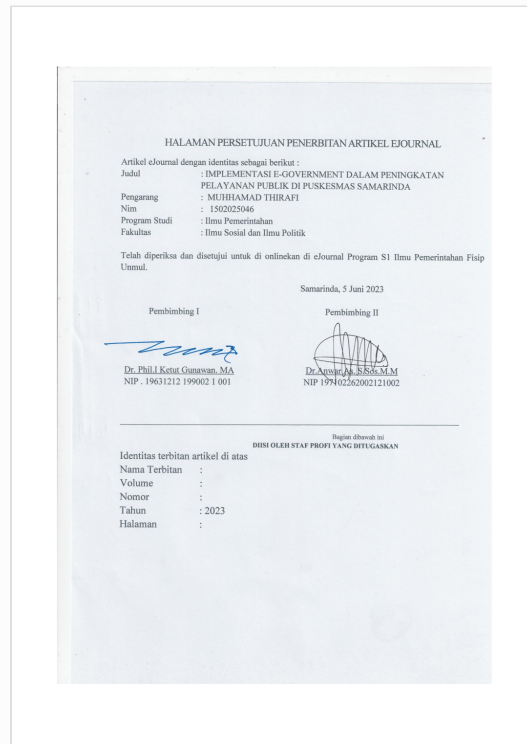 HALAMAN PERSETUJUAN PENERBITAN ARTIKEL EJOURNAL
Artikel eJournal dengan identitas sebagai berikut :
Judul : IMPLEMENTASI E-GOVERNMENT DALAM PENINGKATAN
PELAYANAN PUBLIK DI PUSKESMAS SAMARINDA
Pengarang : MUHHAMAD THIRAFI
Nim : 1502025046
Program Studi : Ilmu Pemerintahan
Fakultas : Ilmu Sosial dan Ilmu Politik
Telah diperiksa dan disetujui untuk di onlinekan di eJournal Program S1 Ilmu Pemerintahan Fisip
Unmul.
Samarinda, 5 Juni 2023
Pembimbing I Pembimbing II
Dr. Phil.I Ketut Gunawan, MA Dr.Anwar,As, S.Sos.M.M
NIP . 19631212 199002 1 001 NIP 197102262002121002
Bagian dibawah ini
DIISI OLEH STAF PROFI YANG DITUGASKAN
Identitas terbitan artikel di atas
Nama Terbitan :
Volume :
Nomor :
Tahun : 2023
Halaman :